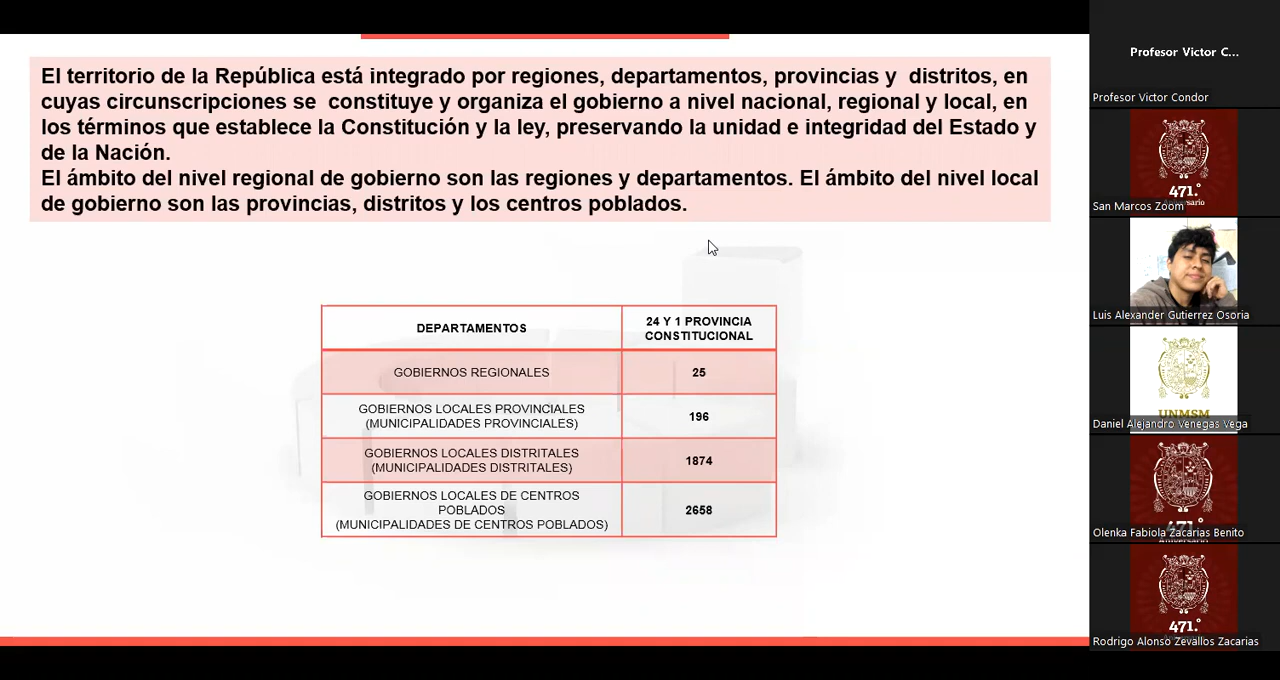 El territorio de la República está integrado por regiones, departamentos, provincias y distritos, en
cuyas circunscripciones se constituye y organiza el gobierno a nivel nacional, regional y local, en
los términos que establece la Constitución y la ley, preservando la unidad e integridad del Estado y
de la Nación.
El ámbito del nivel regional de gobierno son las regiones y departamentos. El ámbito del nivel local
de gobierno son las provincias, distritos y los centros poblados.
DEPARTAMENTOS
24 Y 1 PROVINCIA
CONSTITUCIONAL
GOBIERNOS REGIONALES
25
GOBIERNOS LOCALES PROVINCIALES
(MUNICIPALIDADES PROVINCIALES)
196
GOBIERNOS LOCALES DISTRITALES
(MUNICIPALIDADES DISTRITALES)
1874
GOBIERNOS LOCALES DE CENTROS
POBLADOS
(MUNICIPALIDADES DE CENTROS POBLADOS)
2658
Profesor Victor C...
Profesor Victor Condor
471.°
Aniversario
San Marcos Zoom
Luis Alexander Gutierrez Osoria
UNMSM
Daniel Alejandro Venegas Vega
471.°
Aniversario
Olenka Fabiola Zacarias Benito
471.°
Rodrigo Alonso Zevallos Zacarias